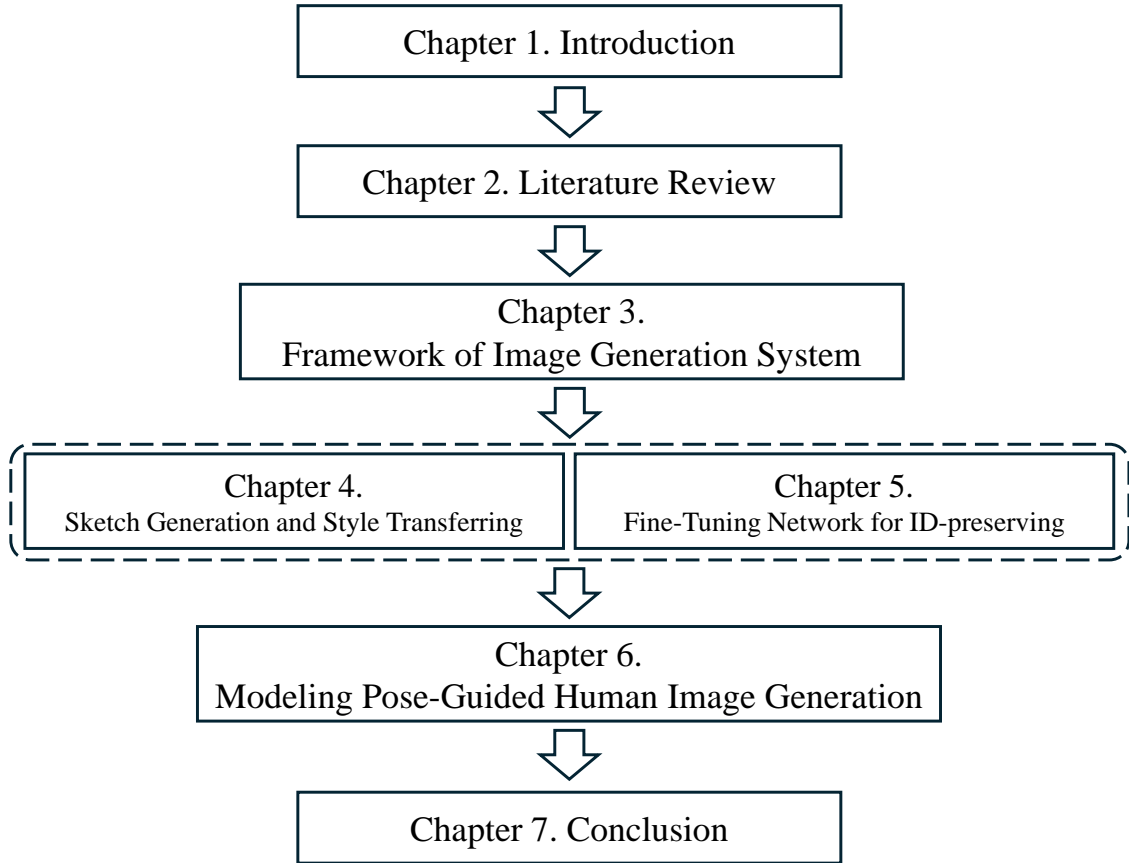 Chapter 1. Introduction
Chapter 2. Literature Review
Chapter 3.
Framework of Image Generation System
Chapter 4.
Sketch Generation and Style Transferring
Chapter 5.
Fine-Tuning Network for ID-preserving
Chapter 6.
Modeling Pose-Guided Human Image Generation
Chapter 7. Conclusion